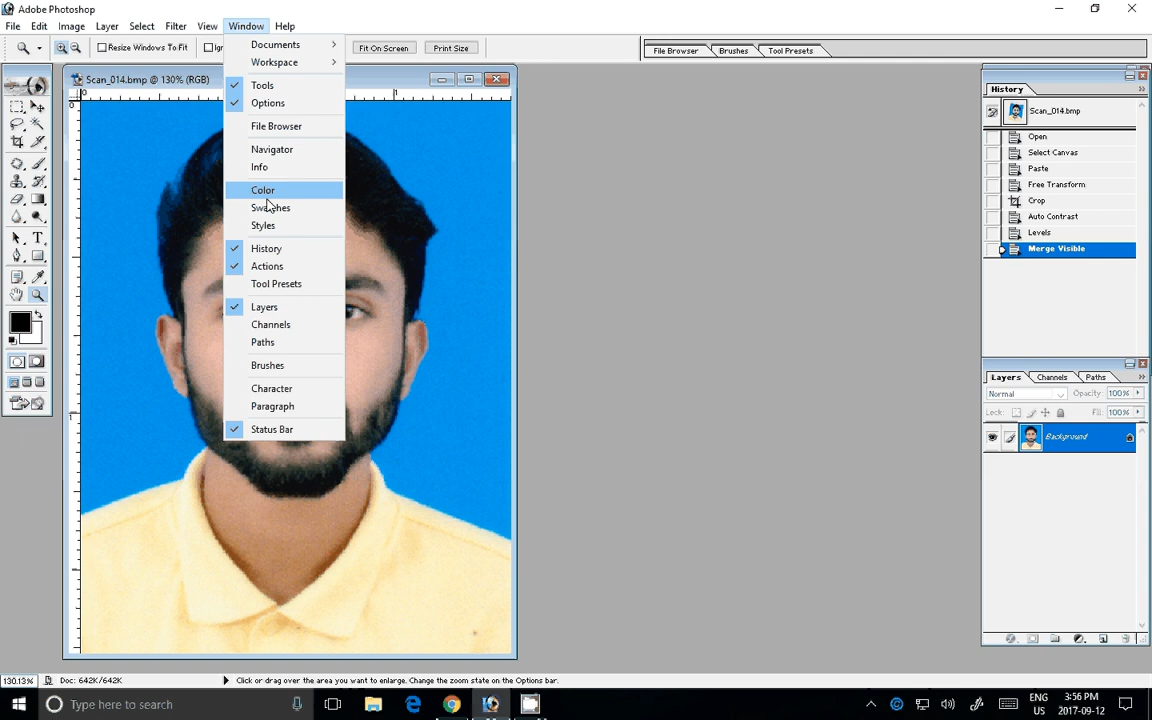 Adobe Photoshop
File Edit Image Layer Select Filter View Window Help
Resize Windows To Fit Fit On Screen Print Size File Browser Brushes Tool Presets
Scan_014.bmp @ 130% (RGB)
0 1
0
1
Documents
Workspace
Tools
Options
File Browser
Navigator
Info
Color
Swatches
Styles
History
Actions
Tool Presets
Layers
Channels
Paths
Brushes
Character
Paragraph
Status Bar
History
Scan_014.bmp
Open
Select Canvas
Paste
Free Transform
Crop
Auto Contrast
Levels
Merge Visible
Layers Channels Paths
Normal Opacity: 100%
Lock: Fill: 100%
Background
130.13% Doc: 642K/642K Click or drag over the area you want to enlarge. Change the zoom state on the Options bar.
Type here to search
ENG 3:56 PM
US 2017-09-12